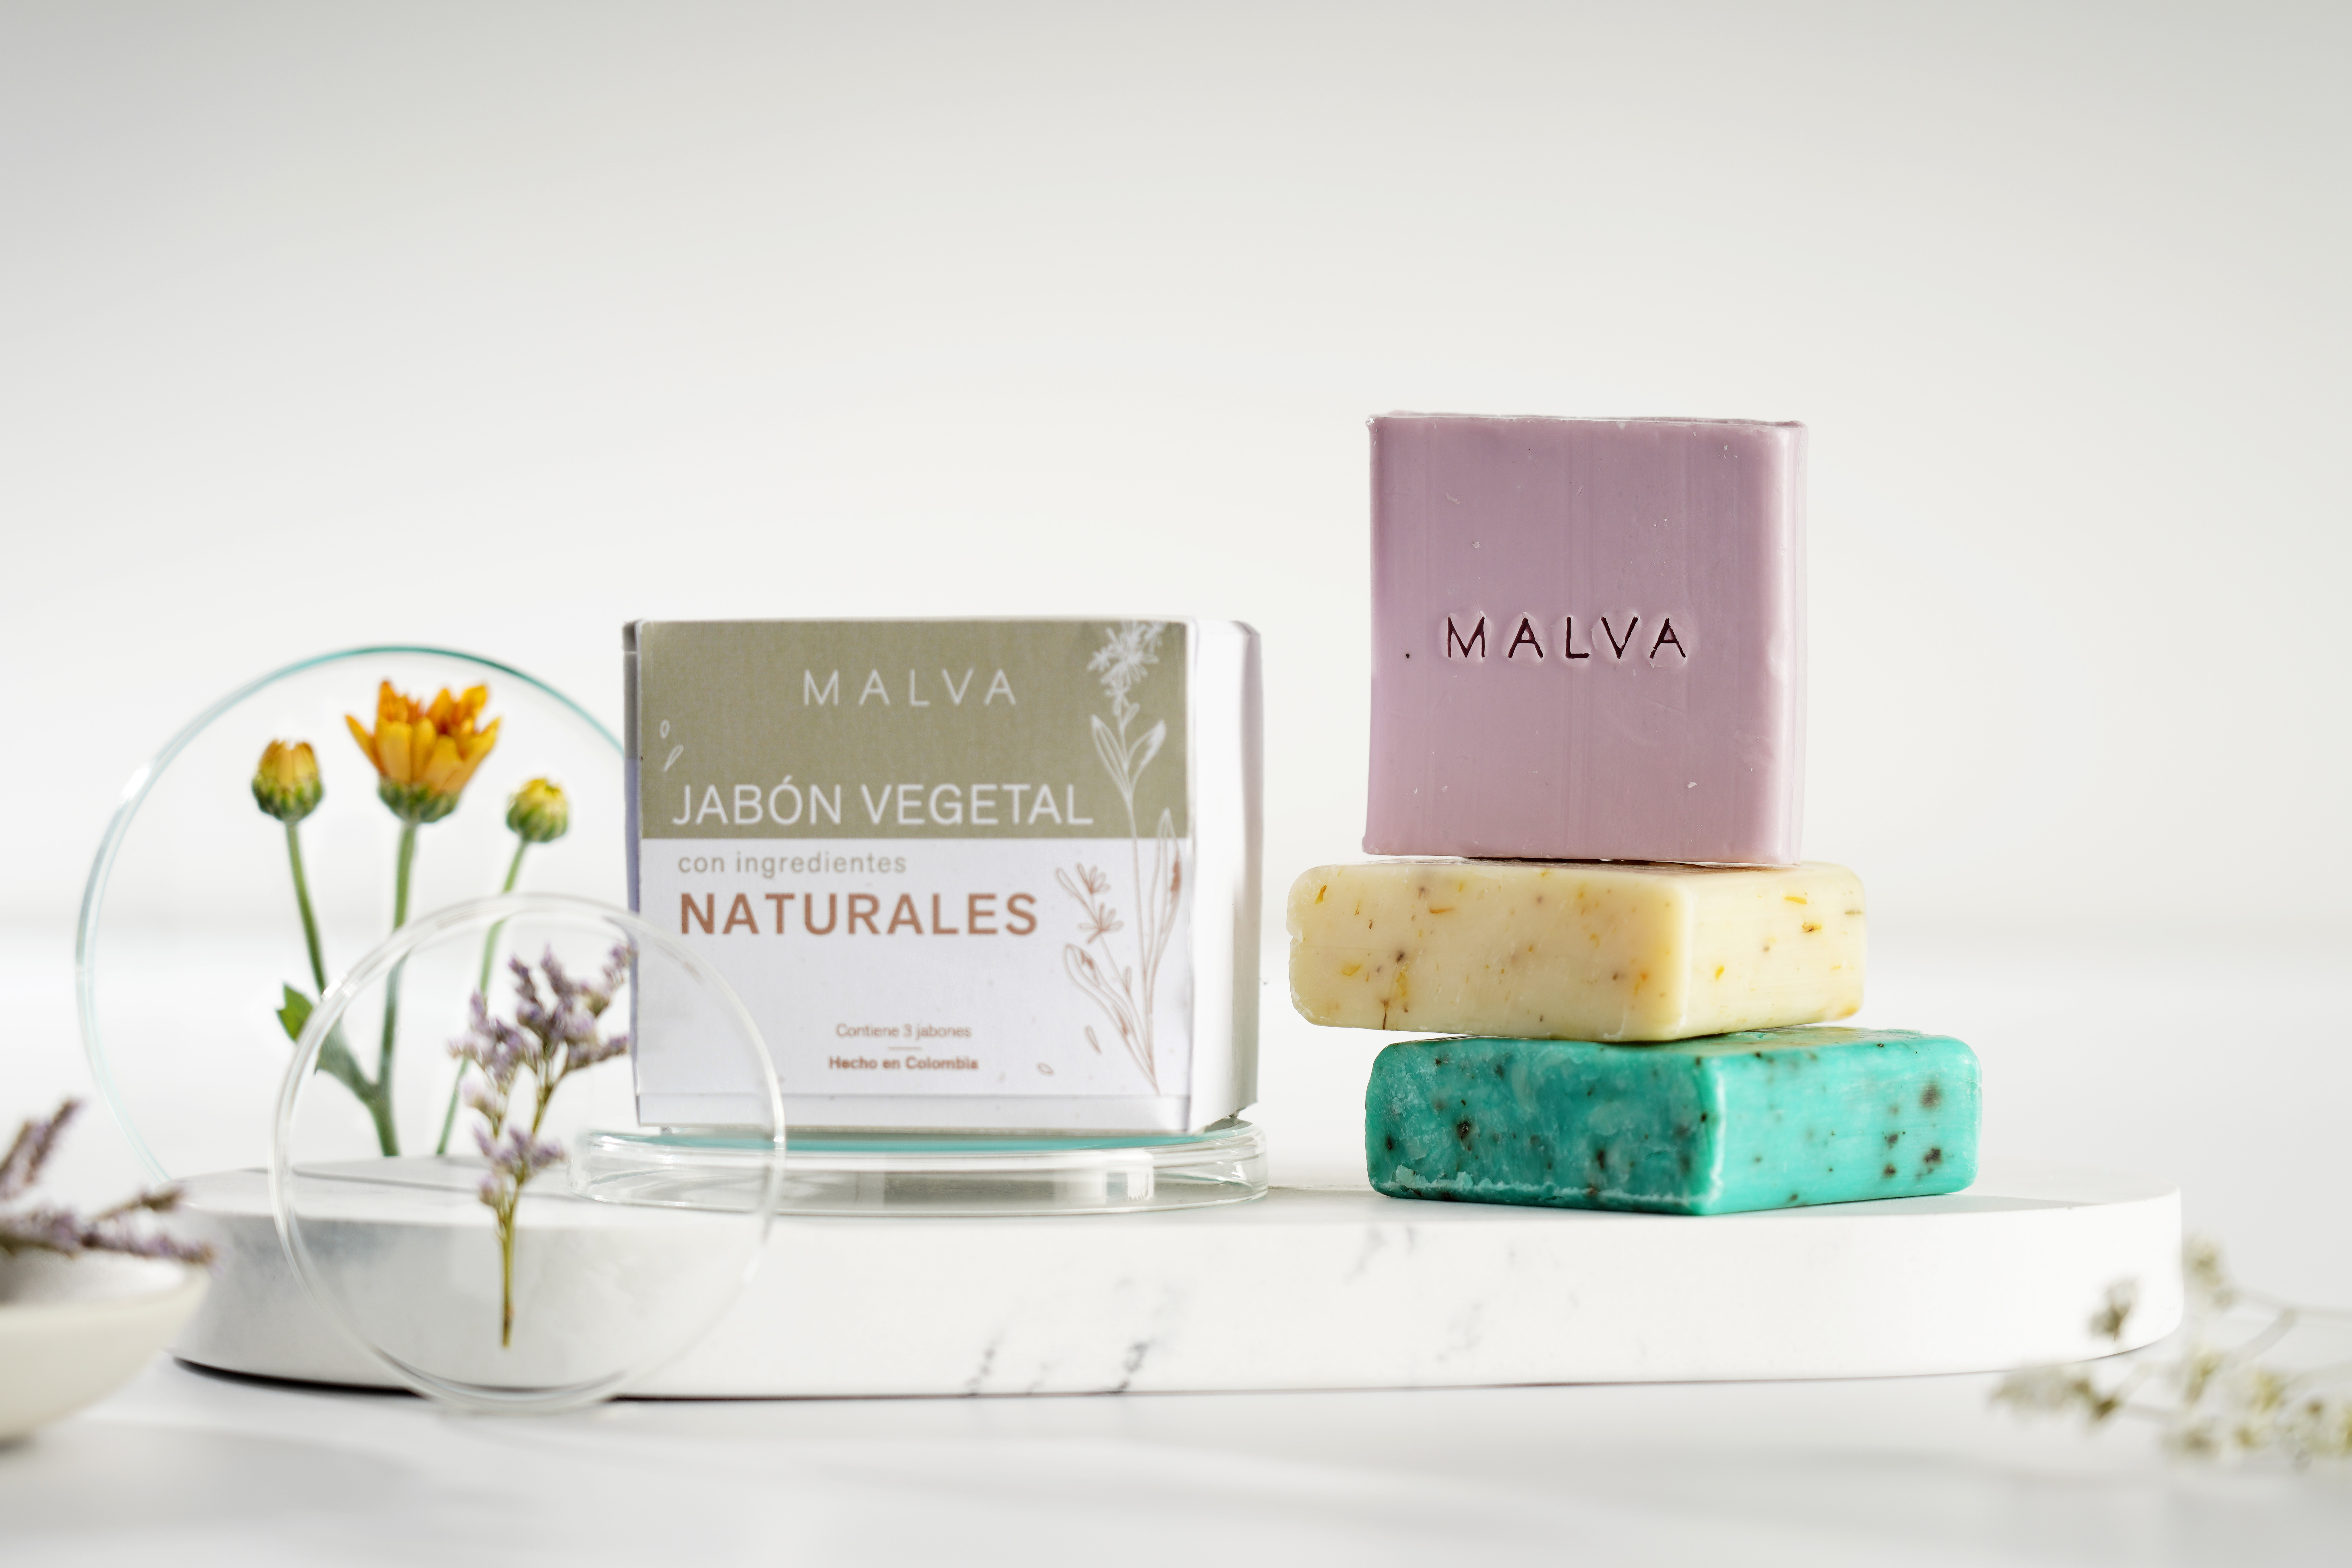 MALVA
JABÓN VEGETAL
con ingredientes
NATURALES
Contiene 3 jabones
Hecho en Colombia
MALVA